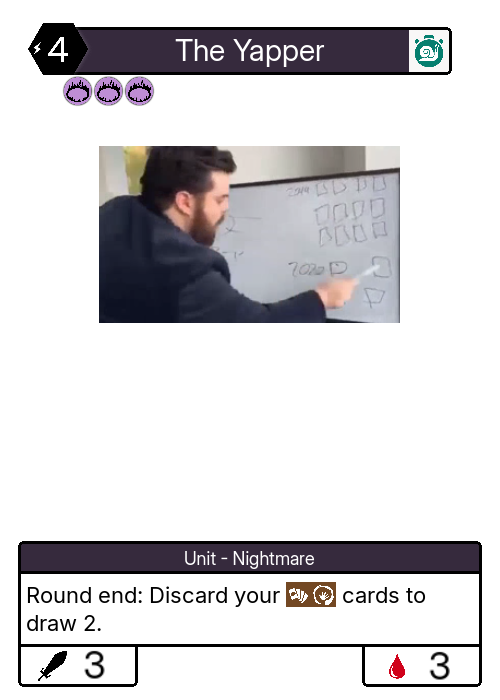 4
The Yapper
2019
2020
Unit - Nightmare
Round end: Discard your cards to
draw 2.
3
3